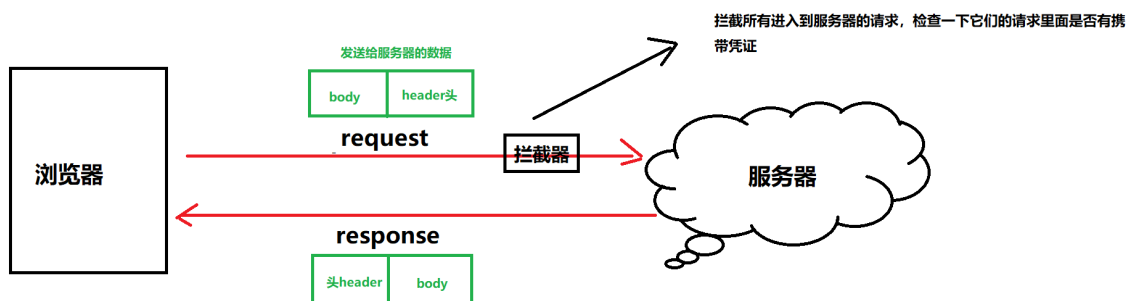 拦截所有进入到服务器的请求，检查一下它们的请求里面是否有携
带凭证
发送给服务器的数据
body
header头
request
拦截器
浏览器
服务器
response
头header
body